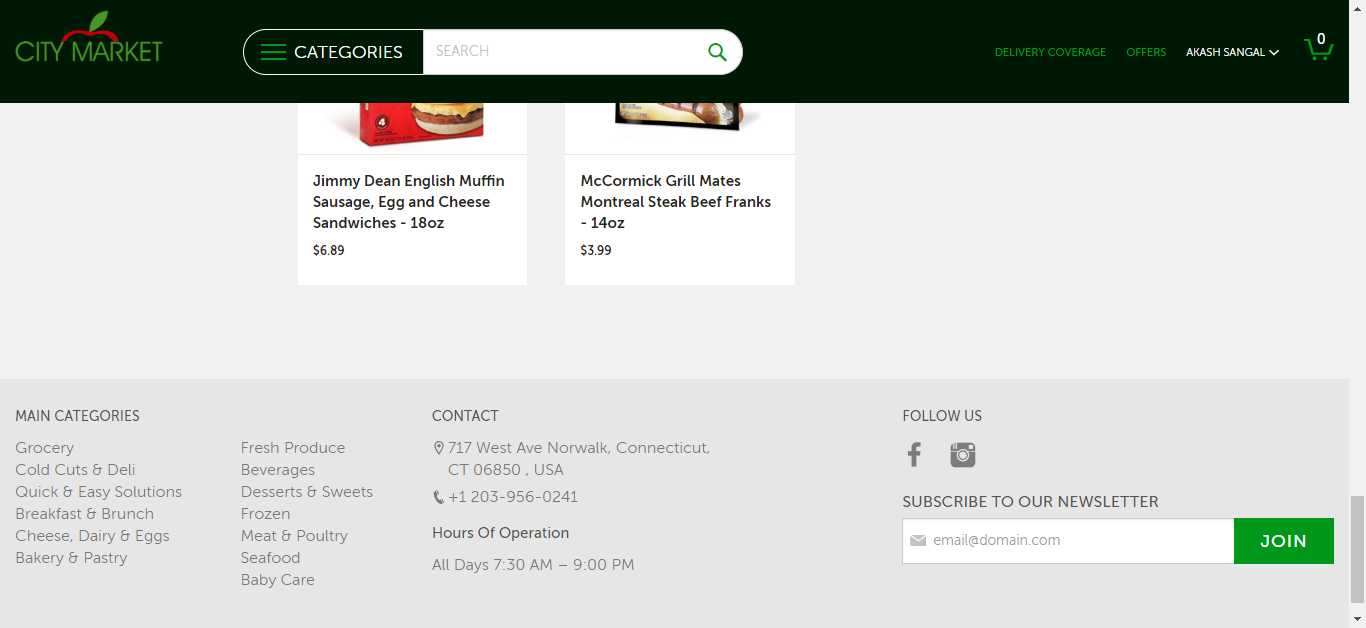 CITY MARKET
CATEGORIES
SEARCH
DELIVERY COVERAGE
OFFERS
AKASH SANGAL
0
4
Jimmy Dean English Muffin
Sausage, Egg and Cheese
Sandwiches - 18oz
$6.89
McCormick Grill Mates
Montreal Steak Beef Franks
- 14oz
$3.99
MAIN CATEGORIES
Grocery
Cold Cuts & Deli
Quick & Easy Solutions
Breakfast & Brunch
Cheese, Dairy & Eggs
Bakery & Pastry
Fresh Produce
Beverages
Desserts & Sweets
Frozen
Meat & Poultry
Seafood
Baby Care
CONTACT
717 West Ave Norwalk, Connecticut,
CT 06850 , USA
+1 203-956-0241
Hours Of Operation
All Days 7:30 AM – 9:00 PM
FOLLOW US
SUBSCRIBE TO OUR NEWSLETTER
email@domain.com
JOIN